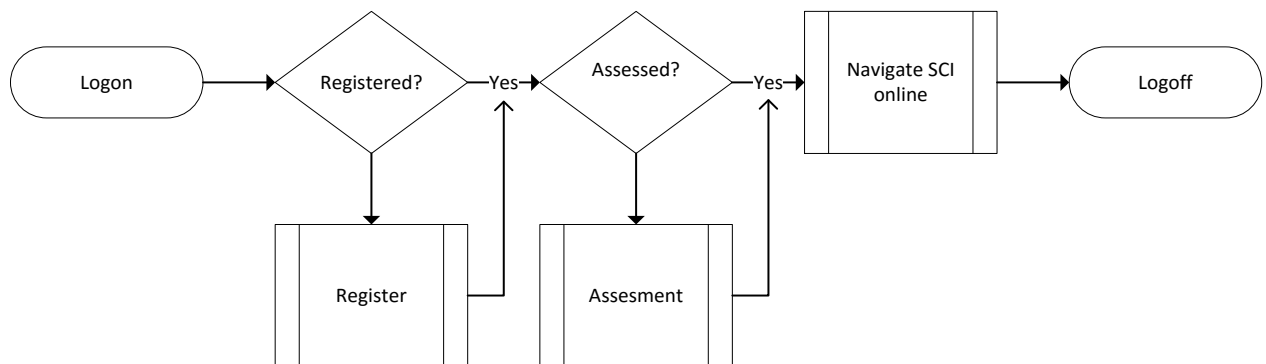 Logon
Registered?
Yes
Assessed?
Yes
Navigate SCI
online
Logoff
Register
Assesment